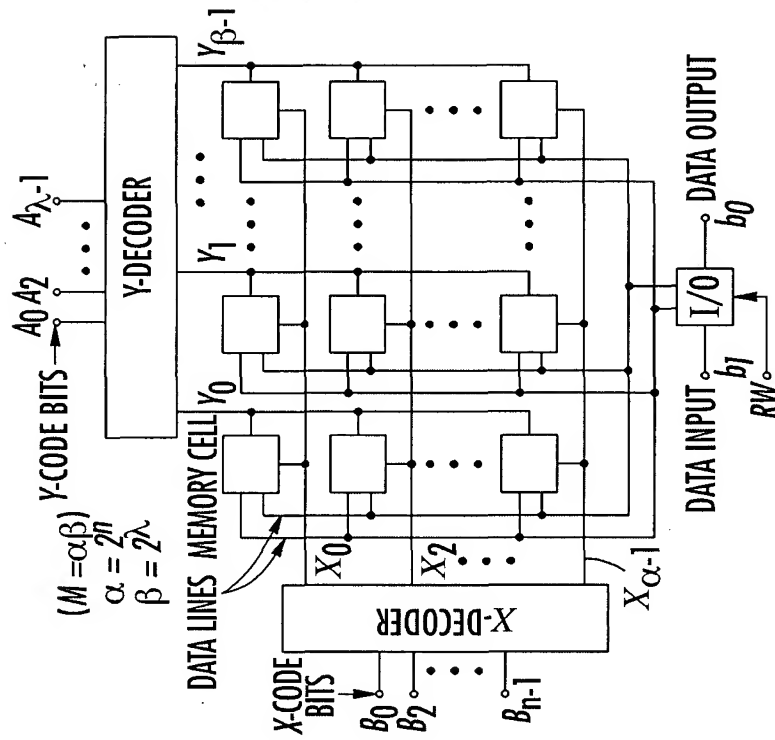 A0 A2 Aλ-1
Y-CODE BITS
Y-DECODER
(M = αβ)
α = 2n
β = 2λ
Y0 Y1 Yβ-1
DATA LINES MEMORY CELL
X-CODE BITS
B0
B2
Bn-1
X-DECODER
X0
X2
Xα-1
DATA INPUT
b1
I/O
b0
DATA OUTPUT
RW